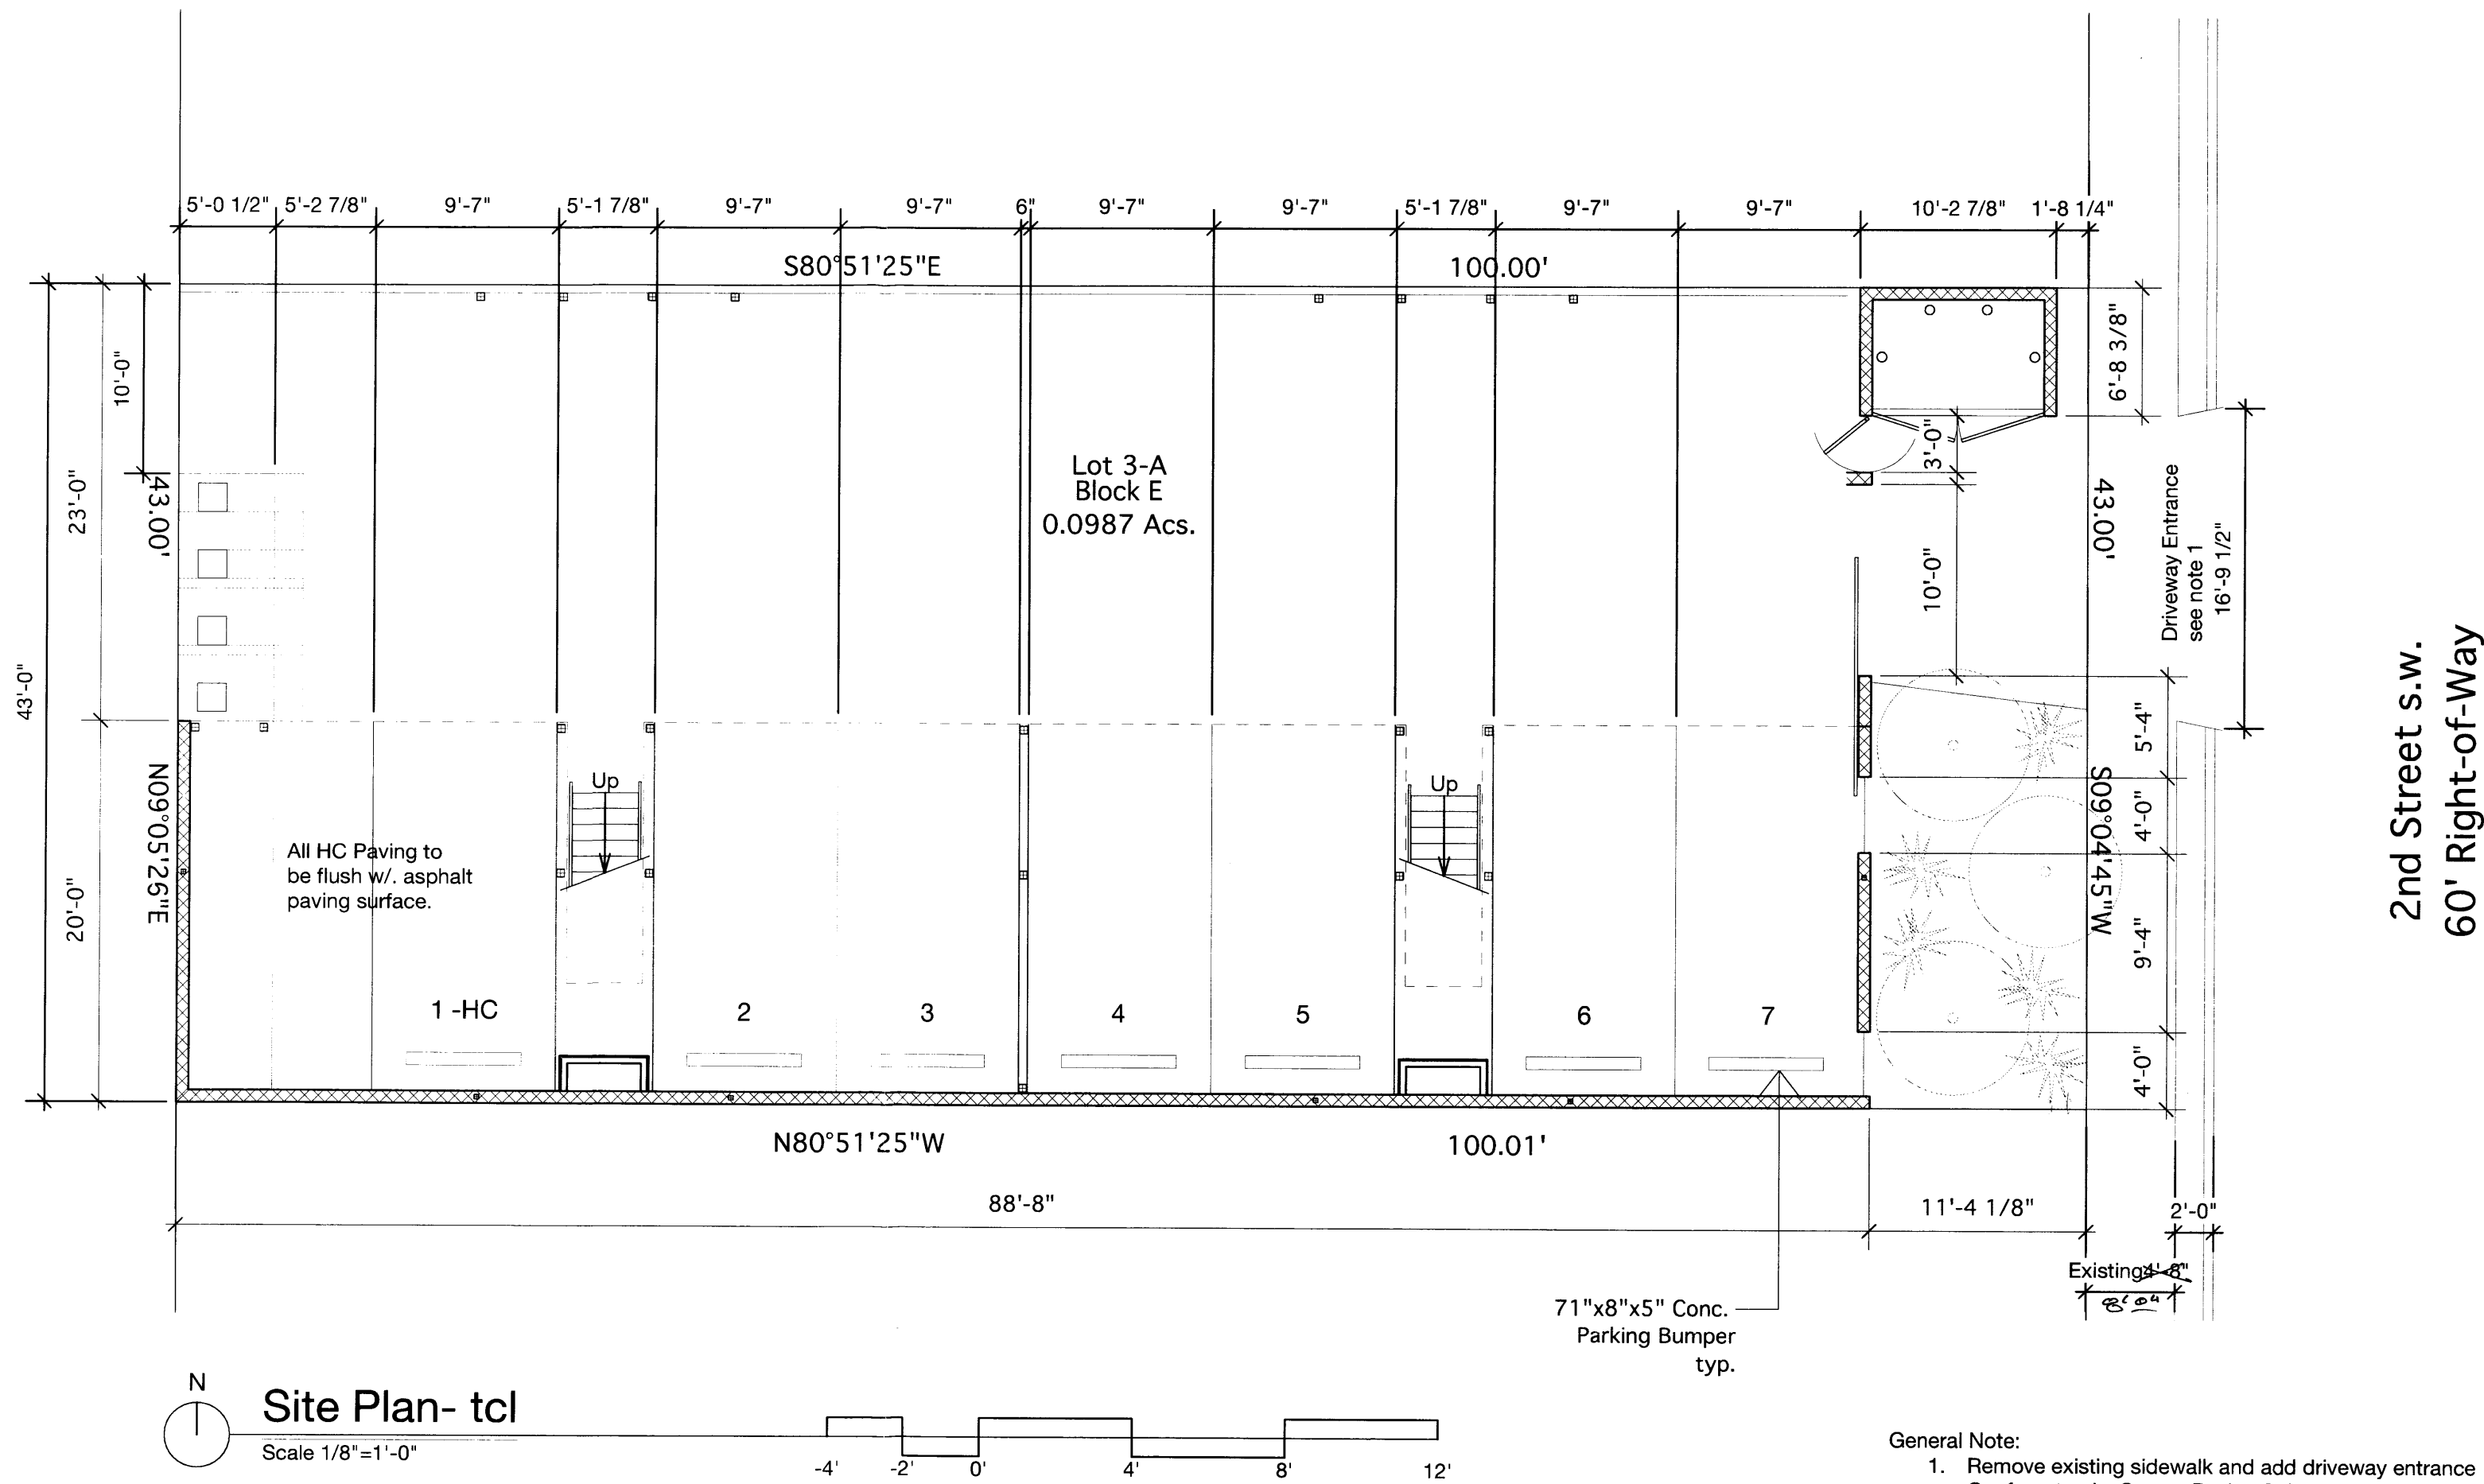 5'-0 1/2" 5'-2 7/8" 9'-7" 5'-1 7/8" 9'-7" 9'-7" 6" 9'-7" 9'-7" 5'-1 7/8" 9'-7" 9'-7" 10'-2 7/8" 1'-8 1/4"
S80°51'25"E 100.00'
10'-0"
23'-0"
43'-0"
20'-0"
43.00'
N09°05'26"E
Lot 3-A
Block E
0.0987 Acs.
6'-8 3/8"
3'-0"
10'-0"
43.00'
S09°04'45"W
Driveway Entrance
see note 1
16'-9 1/2"
5'-4"
4'-0"
9'-4"
4'-0"
2nd Street s.w.
60' Right-of-Way
Up
Up
All HC Paving to
be flush w/. asphalt
paving surface.
1 -HC 2 3 4 5 6 7
N80°51'25"W 100.01'
88'-8" 11'-4 1/8" 2'-0"
Existing 4'-8"
8'0"
71"x8"x5" Conc.
Parking Bumper
typ.
N
Site Plan- tcl
Scale 1/8"=1'-0"
-4' -2' 0' 4' 8' 12'
General Note:
1. Remove existing sidewalk and add driveway entrance